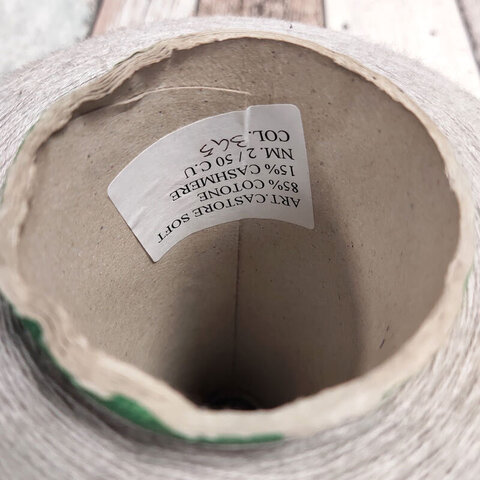 ART.CASTORE SOFT
85% COTONE
15% CASHMERE
NM. 2/50 C.U
COL. 345